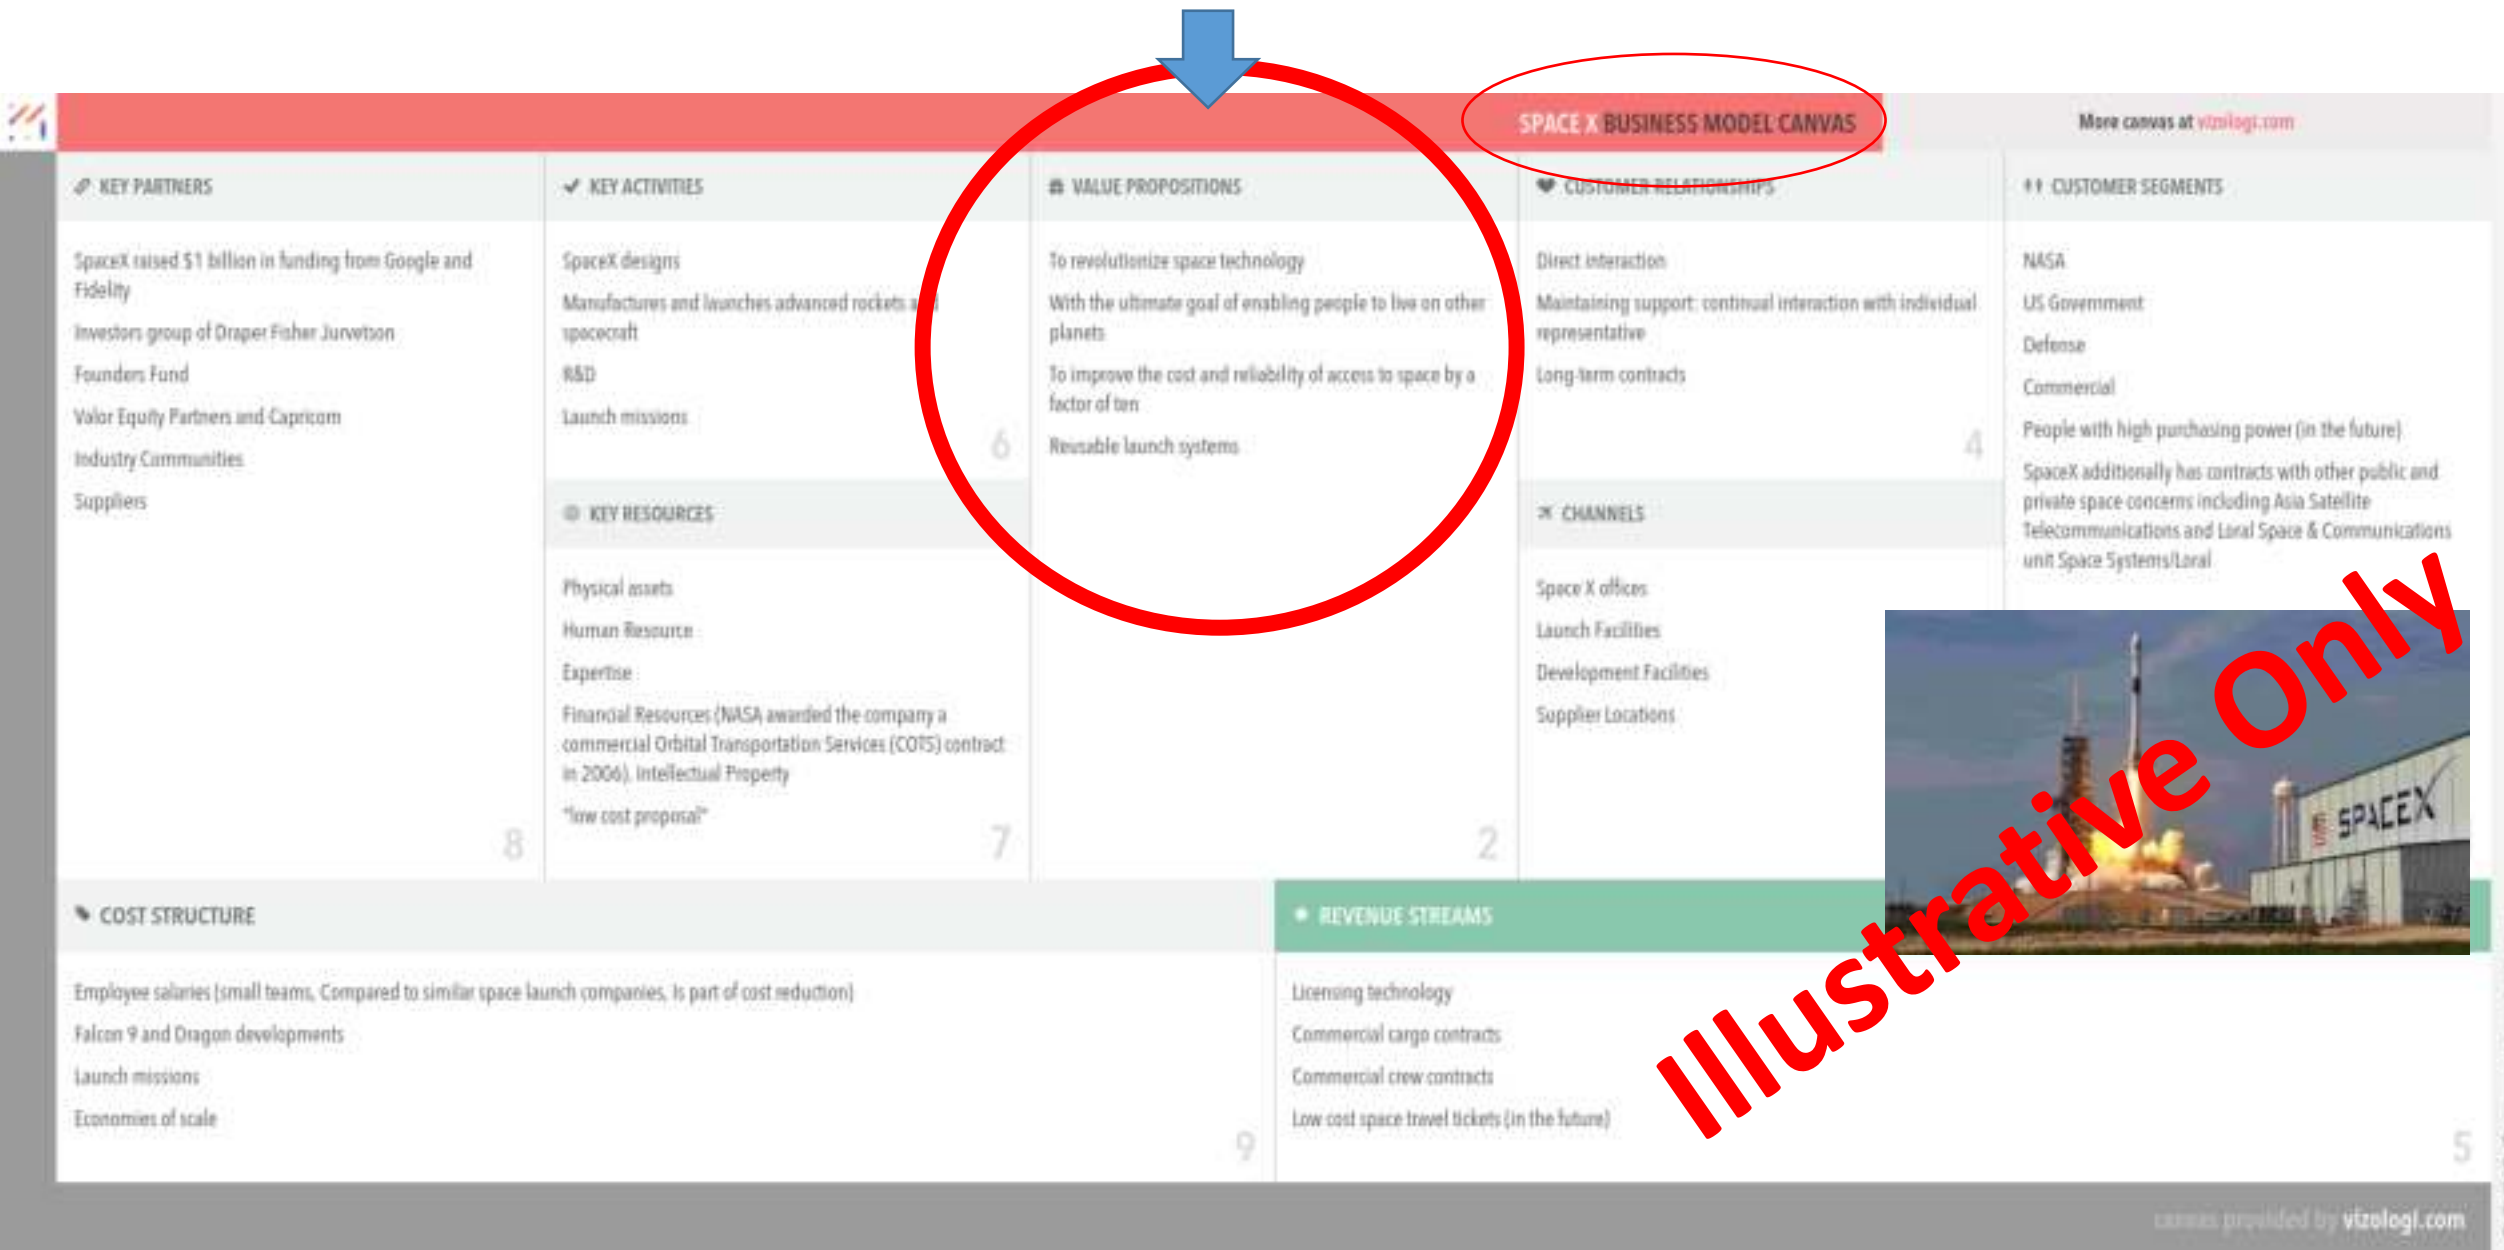 SPACE X BUSINESS MODEL CANVAS
More canvas at vizologi.com
KEY PARTNERS
SpaceX raised $1 billion in funding from Google and
Fidelity
Investors group of Draper Fisher Jurvetson
Founders Fund
Valor Equity Partners and Capricorn
Industry Communities
Suppliers
8
KEY ACTIVITIES
SpaceX designs
Manufactures and launches advanced rockets
spacecraft
R&D
Launch missions
6
KEY RESOURCES
Physical assets
Human Resource
Expertise
Financial Resources (NASA awarded the company a
commercial Orbital Transportation Services (COTS) contract
in 2006), Intellectual Property
"low cost proposal"
7
VALUE PROPOSITIONS
To revolutionize space technology
With the ultimate goal of enabling people to live on other
planets
To improve the cost and reliability of access to space by a
factor of ten
Reusable launch systems
2
CUSTOMER RELATIONSHIPS
Direct interaction
Maintaining support: continual interaction with individual
representative
Long-term contracts
4
CHANNELS
Space X offices
Launch Facilities
Development Facilities
Supplier Locations
CUSTOMER SEGMENTS
NASA
US Government
Defense
Commercial
People with high purchasing power (in the future)
SpaceX additionally has contracts with other public and
private space concerns including Asia Satellite
Telecommunications and Loral Space & Communications
unit Space Systems/Loral
SPACEX
Illustrative Only
COST STRUCTURE
Employee salaries (small teams, Compared to similar space launch companies, Is part of cost reduction)
Falcon 9 and Dragon developments
Launch missions
Economies of scale
9
REVENUE STREAMS
Licensing technology
Commercial cargo contracts
Commercial crew contracts
Low cost space travel tickets (in the future)
5
canvas provided by vizologi.com